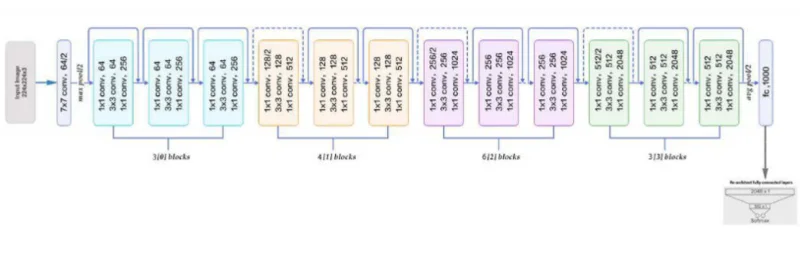 Input Image
224x224x3
7x7 conv. 64/2
max pool/2
1x1 conv. 64
3x3 conv. 64
1x1 conv. 256
1x1 conv. 64
3x3 conv. 64
1x1 conv. 256
1x1 conv. 64
3x3 conv. 64
1x1 conv. 256
3[0] blocks
1x1 conv. 128/2
3x3 conv. 128
1x1 conv. 512
1x1 conv. 128
3x3 conv. 128
1x1 conv. 512
1x1 conv. 128
3x3 conv. 128
1x1 conv. 512
4[1] blocks
1x1 conv. 256/2
3x3 conv. 256
1x1 conv. 1024
1x1 conv. 256
3x3 conv. 256
1x1 conv. 1024
1x1 conv. 256
3x3 conv. 256
1x1 conv. 1024
6[2] blocks
1x1 conv. 512/2
3x3 conv. 512
1x1 conv. 2048
1x1 conv. 512
3x3 conv. 512
1x1 conv. 2048
1x1 conv. 512
3x3 conv. 512
1x1 conv. 2048
3[3] blocks
avg pool/2
fc, 1000
fully connected layers
2048 x 1
Softmax